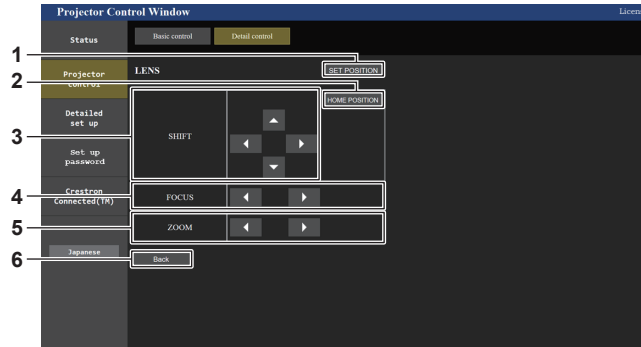 Projector Control Window
Licen
Status
Basic control
Detail control
1
LENS
SET POSITION
Projector
control
2
HOME POSITION
Detailed
set up
3
SHIFT
Set up
password
Crestron
Connected(TM)
4
FOCUS
5
ZOOM
Japanese
6
Back